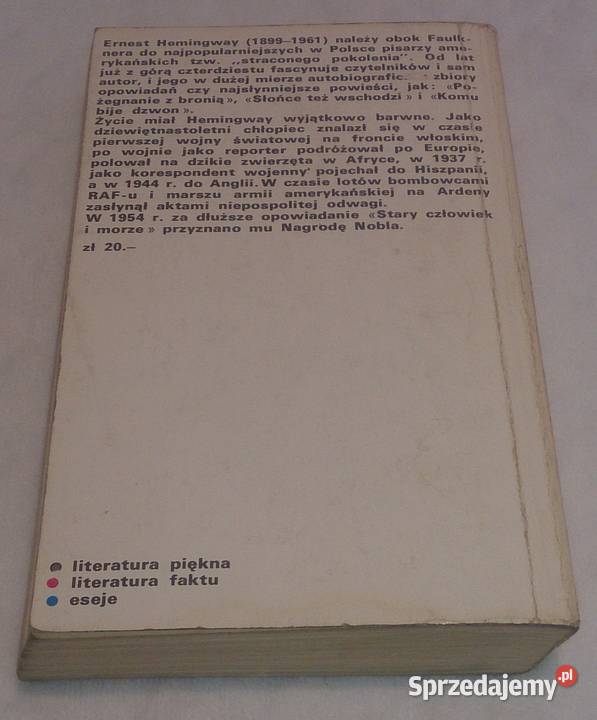 Ernest Hemingway (1899–1961) należy obok Faulk-
nera do najpopularniejszych w Polsce pisarzy ame-
rykańskich tzw. ,,straconego pokolenia". Od lat
już z górą czterdziestu fascynuje czytelników i sam
autor, i jego w dużej mierze autobiografic. zbiory
opowiadań czy najsłynniejsze powieści, jak: «Po-
żegnanie z bronią», «Słońce też wschodzi» i «Komu
bije dzwon».
Życie miał Hemingway wyjątkowo barwne. Jako
dziewiętnastoletni chłopiec znalazł się w czasie
pierwszej wojny światowej na froncie włoskim,
po wojnie jako reporter podróżował po Europie,
polował na dzikie zwierzęta w Afryce, w 1937 r.
jako korespondent wojenny pojechał do Hiszpanii,
a w 1944 r. do Anglii. W czasie lotów bombowcami
RAF-u i marszu armii amerykańskiej na Ardeny
zasłynął aktami niepospolitej odwagi.
W 1954 r. za dłuższe opowiadanie «Stary człowiek
i morze» przyznano mu Nagrodę Nobla.
zł 20.–
literatura piękna
literatura faktu
eseje
Sprzedajemy.pl